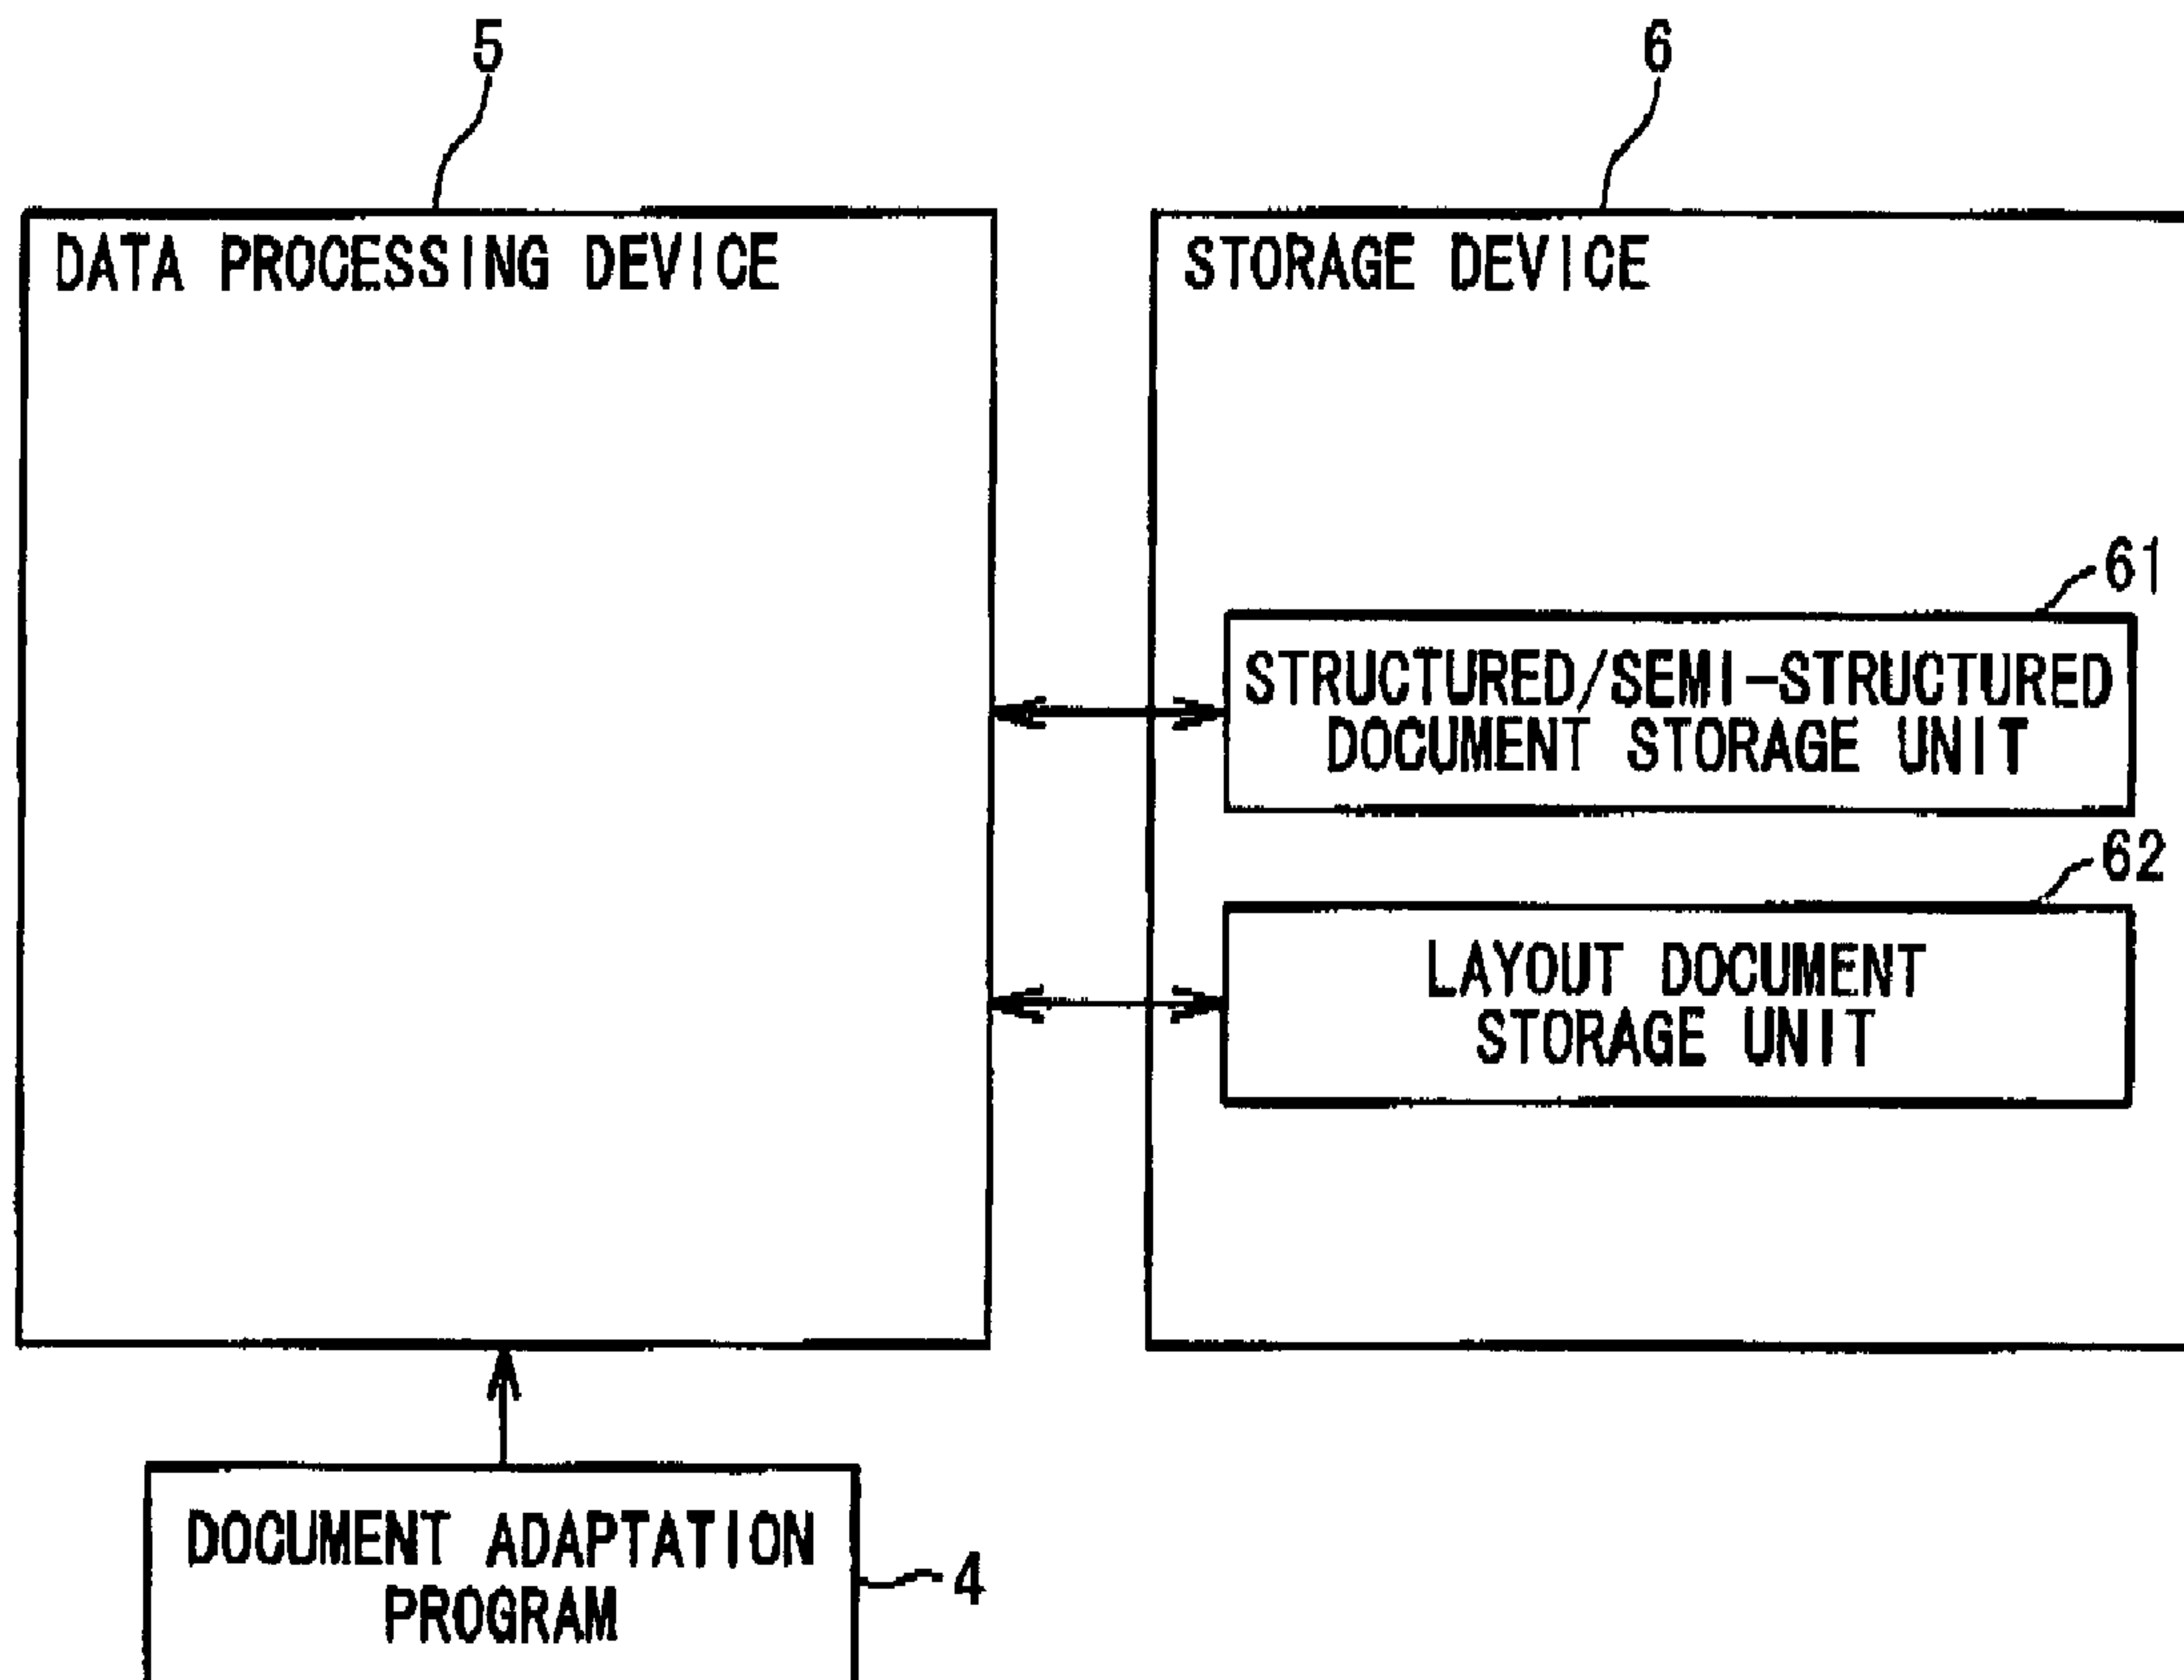 5
6
DATA PROCESSING DEVICE
STORAGE DEVICE
61
STRUCTURED/SEMI-STRUCTURED
DOCUMENT STORAGE UNIT
62
LAYOUT DOCUMENT
STORAGE UNIT
DOCUMENT ADAPTATION
PROGRAM
4